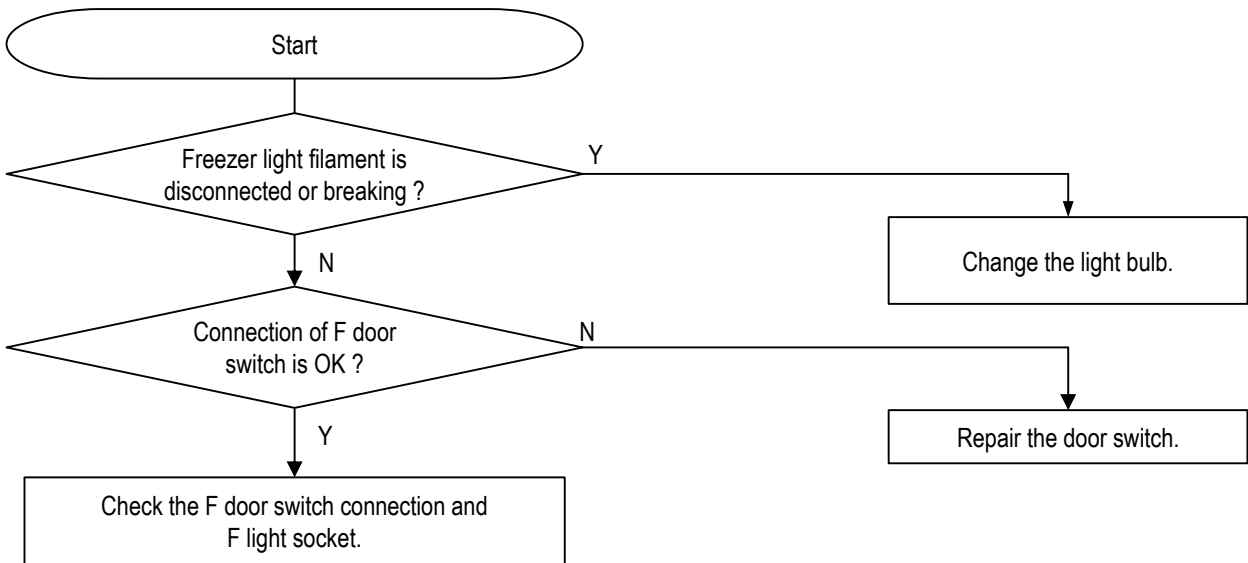 Start
Freezer light filament is
disconnected or breaking ?
Y
Change the light bulb.
N
Connection of F door
switch is OK ?
N
Repair the door switch.
Y
Check the F door switch connection and
F light socket.